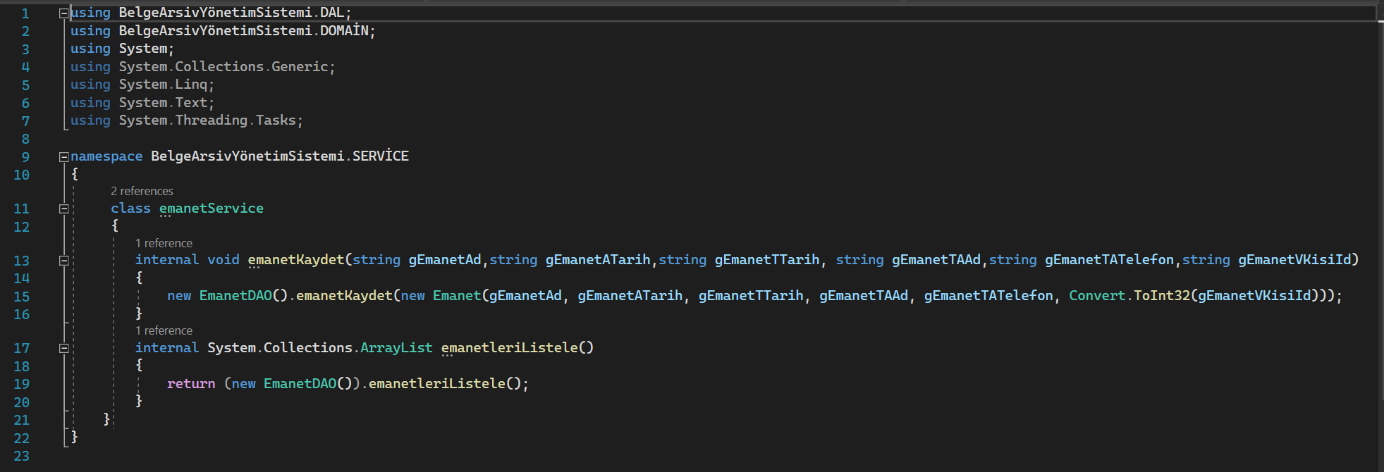 1 using BelgeArsivYönetimSistemi.DAL;
2 using BelgeArsivYönetimSistemi.DOMAİN;
3 using System;
4 using System.Collections.Generic;
5 using System.Linq;
6 using System.Text;
7 using System.Threading.Tasks;
8
9 namespace BelgeArsivYönetimSistemi.SERVİCE
10 {
2 references
11 class emanetService
12 {
1 reference
13 internal void emanetKaydet(string gEmanetAd,string gEmanetATarih,string gEmanetTTarih, string gEmanetTAAd,string gEmanetTATelefon,string gEmanetVKisiId)
14 {
15 new EmanetDAO().emanetKaydet(new Emanet(gEmanetAd, gEmanetATarih, gEmanetTTarih, gEmanetTAAd, gEmanetTATelefon, Convert.ToInt32(gEmanetVKisiId)));
16 }
1 reference
17 internal System.Collections.ArrayList emanetleriListele()
18 {
19 return (new EmanetDAO()).emanetleriListele();
20 }
21 }
22 }
23